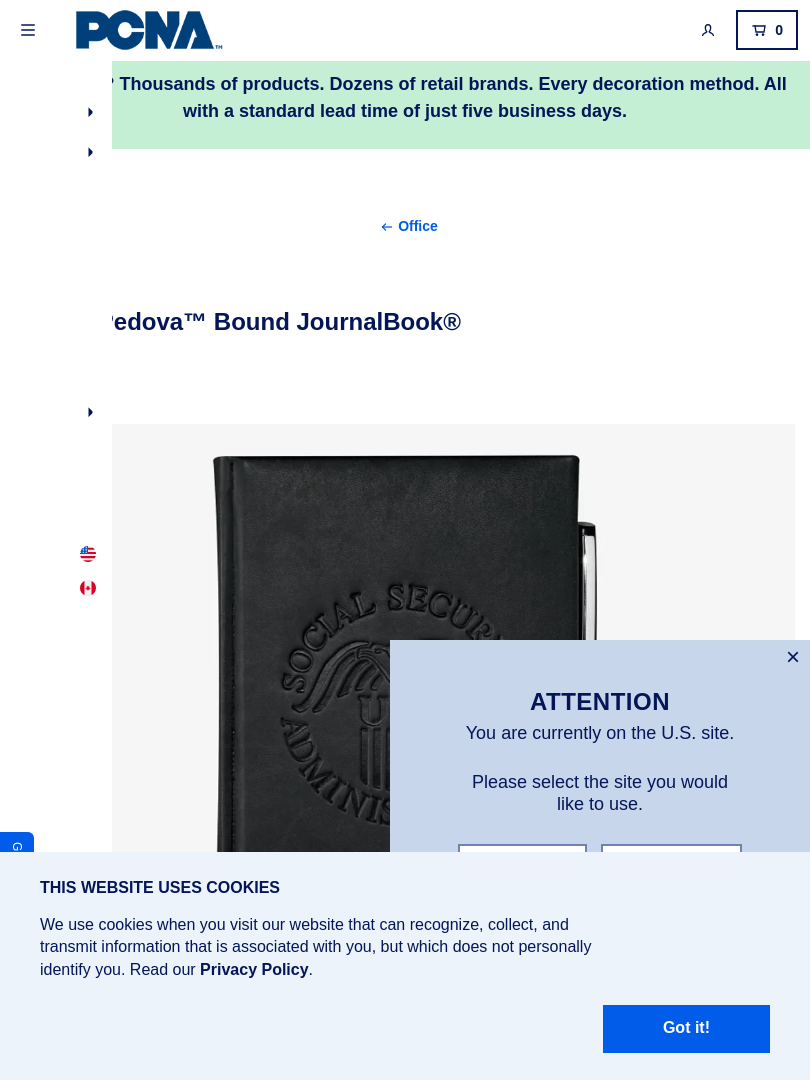 PCNA™
0
Thousands of products. Dozens of retail brands. Every decoration method. All
with a standard lead time of just five business days.
← Office
Pedova™ Bound JournalBook®
SOCIAL SECURI
ADMINIS
U
×
ATTENTION
You are currently on the U.S. site.
Please select the site you would
like to use.
G
THIS WEBSITE USES COOKIES
We use cookies when you visit our website that can recognize, collect, and
transmit information that is associated with you, but which does not personally
identify you. Read our Privacy Policy.
Got it!